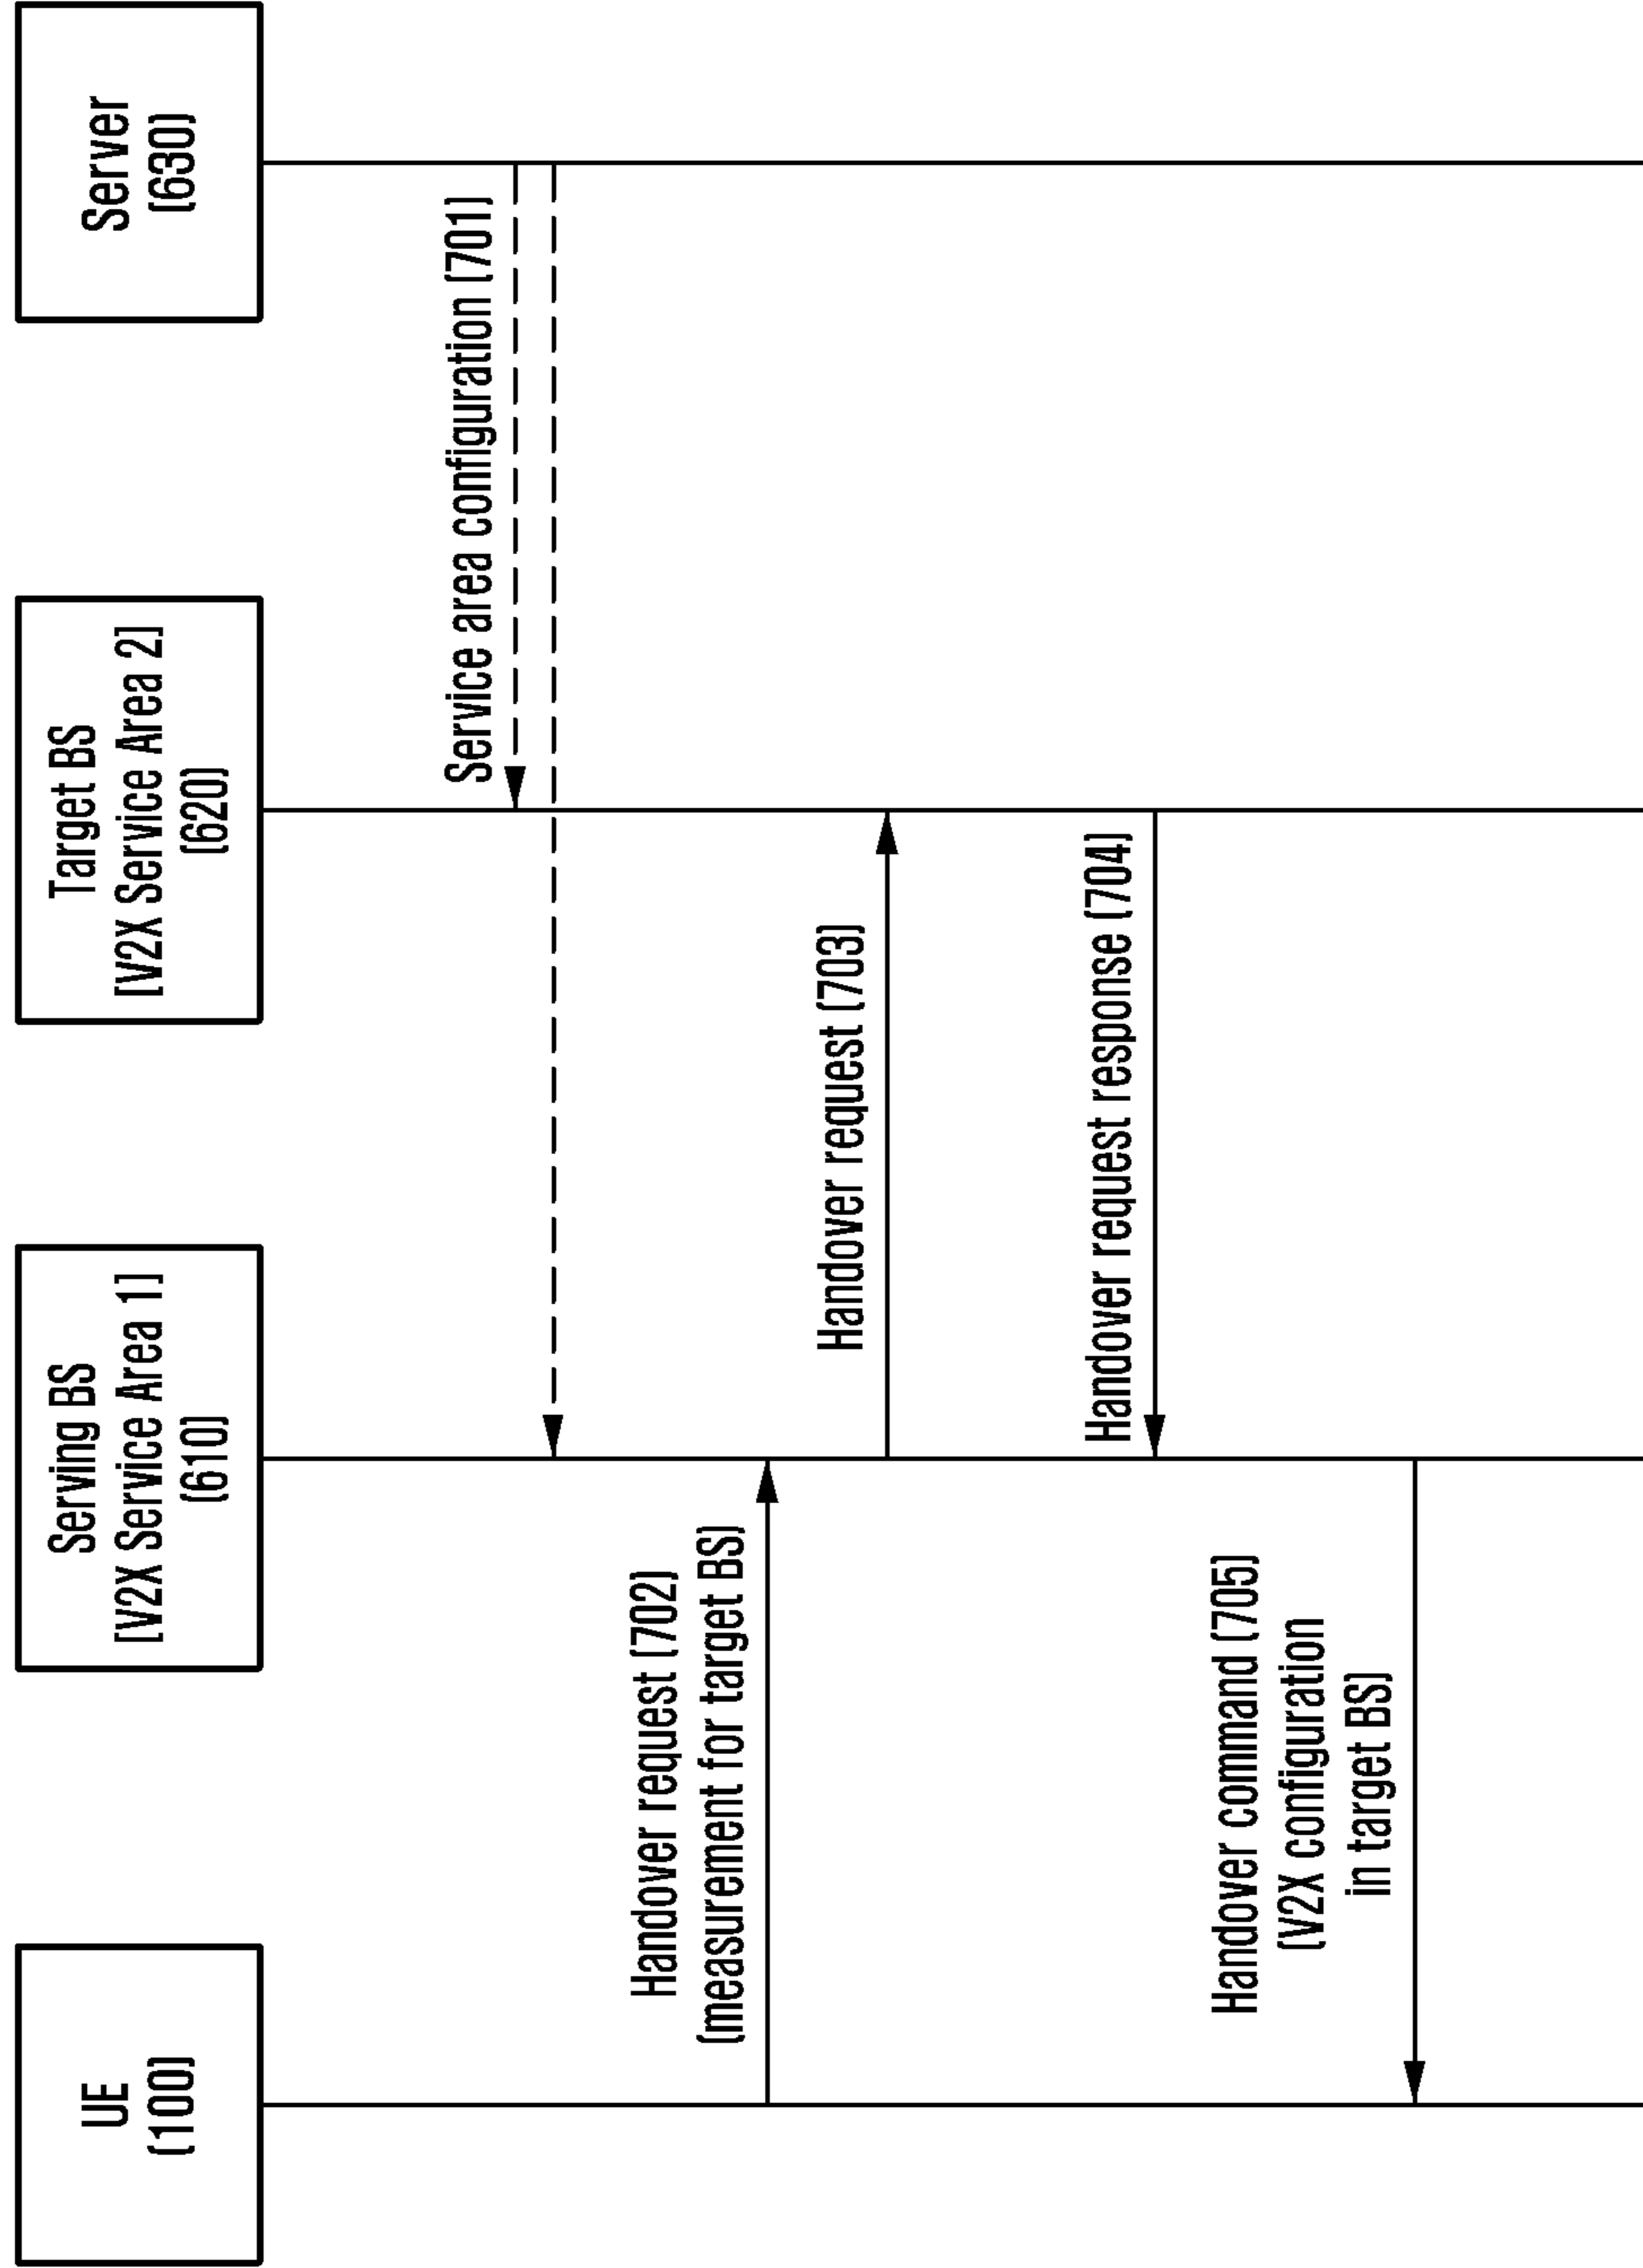 UE
(100)
Serving BS
[V2X Service Area 1]
(610)
Target BS
[V2X Service Area 2]
(620)
Server
(630)
Service area configuration (701)
Handover request (702)
(measurement for target BS)
Handover request (703)
Handover request response (704)
Handover command (705)
(V2X configuration
in target BS)